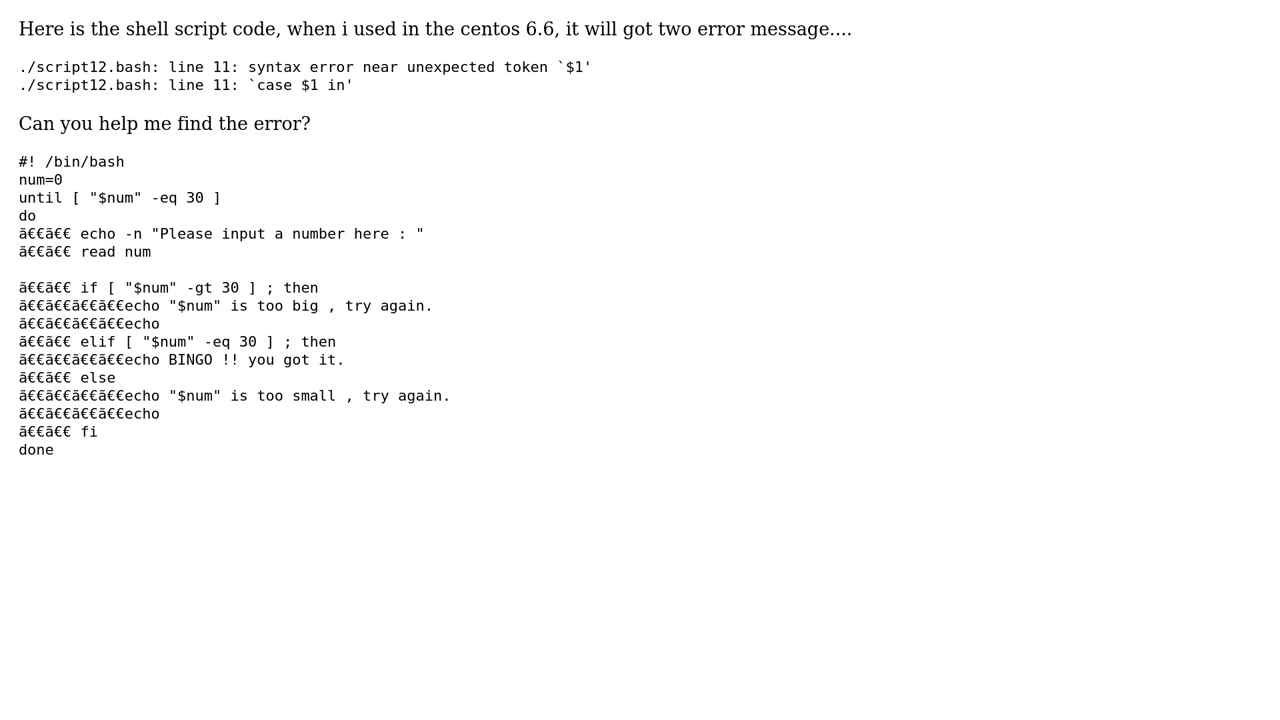 Here is the shell script code, when i used in the centos 6.6, it will got two error message....
./script12.bash: line 11: syntax error near unexpected token `$1'
./script12.bash: line 11: `case $1 in'
Can you help me find the error?
#! /bin/bash
num=0
until [ "$num" -eq 30 ]
do
ã€€ã€€ echo -n "Please input a number here : "
ã€€ã€€ read num
ã€€ã€€ if [ "$num" -gt 30 ] ; then
ã€€ã€€ã€€ã€€echo "$num" is too big , try again.
ã€€ã€€ã€€ã€€echo
ã€€ã€€ elif [ "$num" -eq 30 ] ; then
ã€€ã€€ã€€ã€€echo BINGO !! you got it.
ã€€ã€€ else
ã€€ã€€ã€€ã€€echo "$num" is too small , try again.
ã€€ã€€ã€€ã€€echo
ã€€ã€€ fi
done